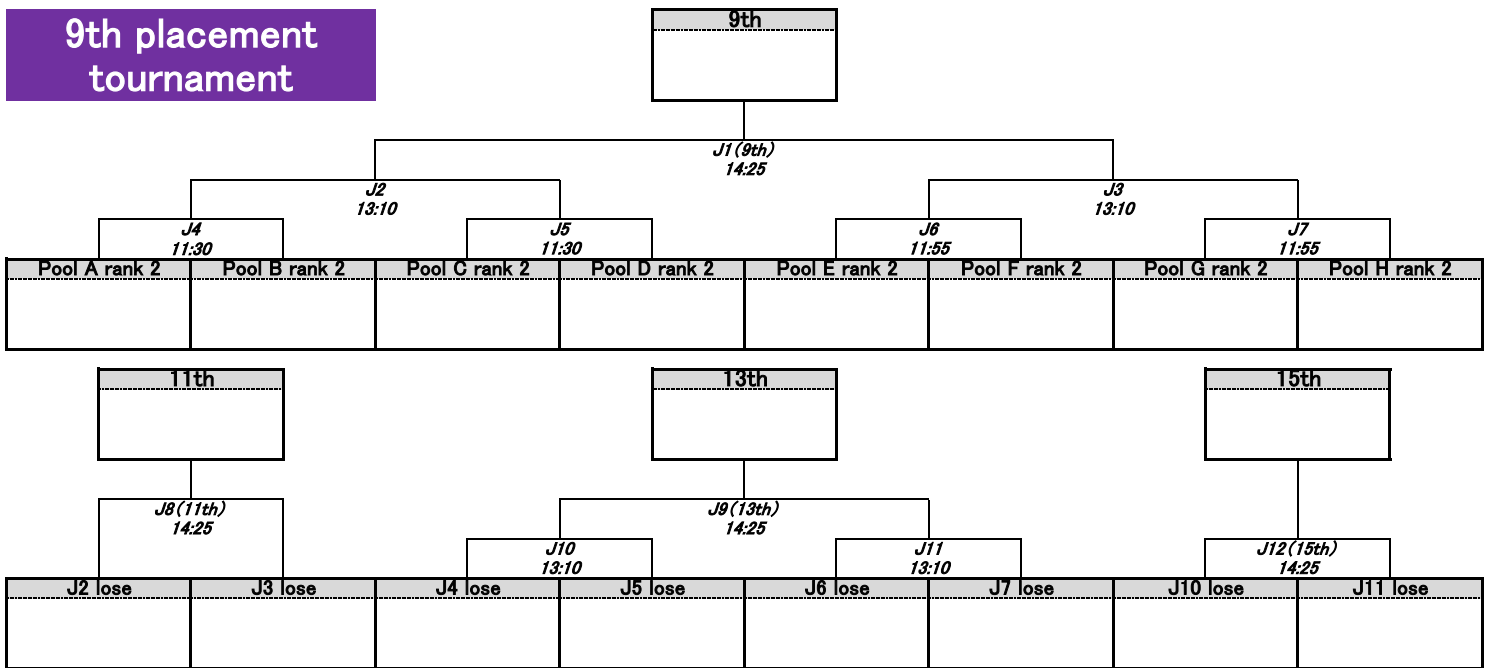 9th placement
tournament
9th
J1(9th)
14:25
J2
13:10
J3
13:10
J4
11:30
J5
11:30
J6
11:55
J7
11:55
Pool A rank 2
Pool B rank 2
Pool C rank 2
Pool D rank 2
Pool E rank 2
Pool F rank 2
Pool G rank 2
Pool H rank 2
11th
13th
15th
J8(11th)
14:25
J9(13th)
14:25
J10
13:10
J11
13:10
J12(15th)
14:25
J2 lose
J3 lose
J4 lose
J5 lose
J6 lose
J7 lose
J10 lose
J11 lose